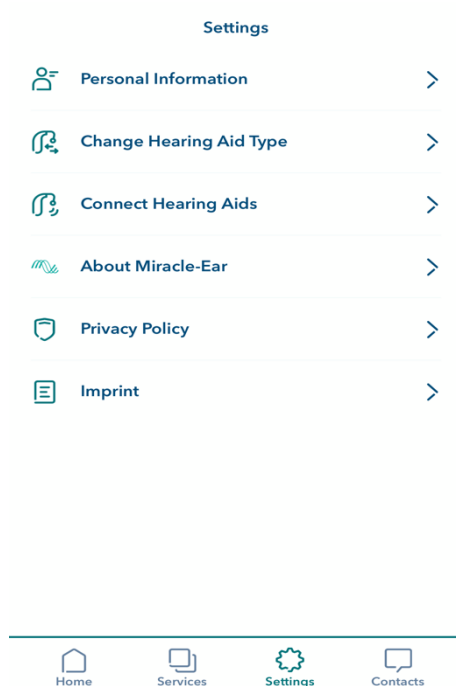 Settings
Personal Information
Change Hearing Aid Type
Connect Hearing Aids
About Miracle-Ear
Privacy Policy
Imprint
Home Services Settings Contacts